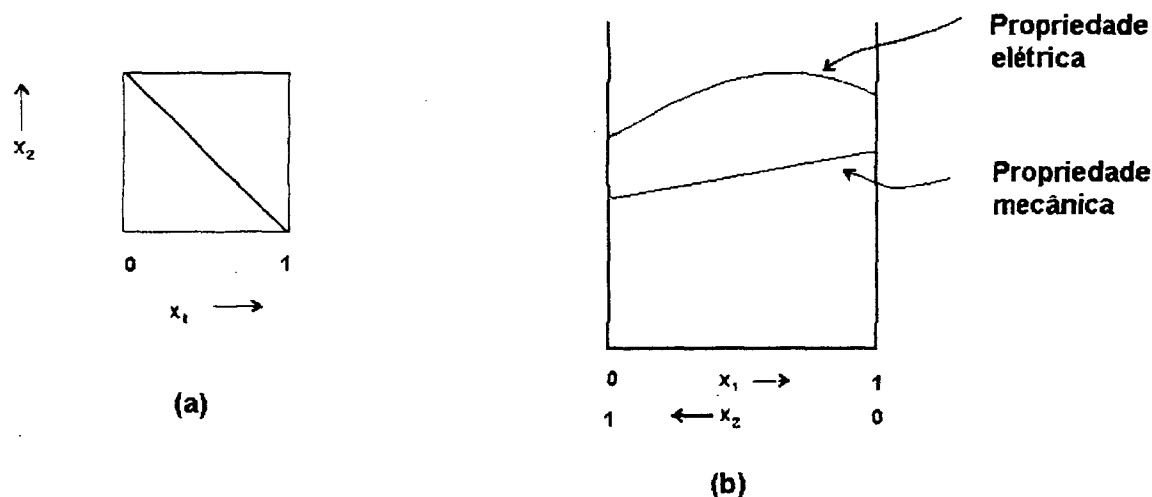 x₂
0 1
x₁
(a)
Propriedade
elétrica
Propriedade
mecânica
0 x₁ 1
1 x₂ 0
(b)